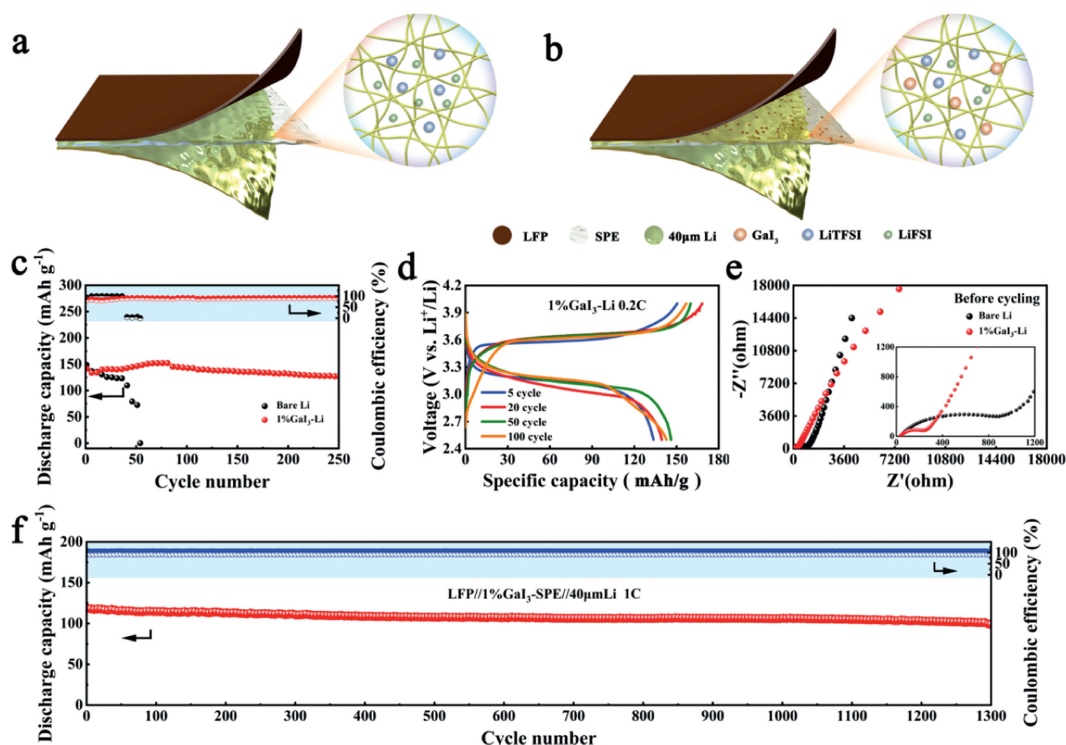 a
b
LFP SPE 40μm Li GaI₃ LiTFSI LiFSI
c
Discharge capacity (mAh g⁻¹)
300
250
200
150
100
50
0
100
50
0
Coulombic efficiency (%)
Bare Li
1%GaI₃-Li
0 50 100 150 200 250
Cycle number
d
Voltage (V vs. Li⁺/Li)
4.4
4.0
3.6
3.2
2.8
2.4
1%GaI₃-Li 0.2C
5 cycle
20 cycle
50 cycle
100 cycle
0 30 60 90 120 150 180
Specific capacity ( mAh/g )
e
-Z''(ohm)
18000
14400
10800
7200
3600
0
Before cycling
Bare Li
1%GaI₃-Li
1200
800
400
0
0 400 800 1200
0 3600 7200 10800 14400 18000
Z'(ohm)
f
Discharge capacity (mAh g⁻¹)
200
150
100
50
0
100
50
0
Coulombic efficiency (%)
LFP//1%GaI₃-SPE//40μmLi 1C
0 100 200 300 400 500 600 700 800 900 1000 1100 1200 1300
Cycle number